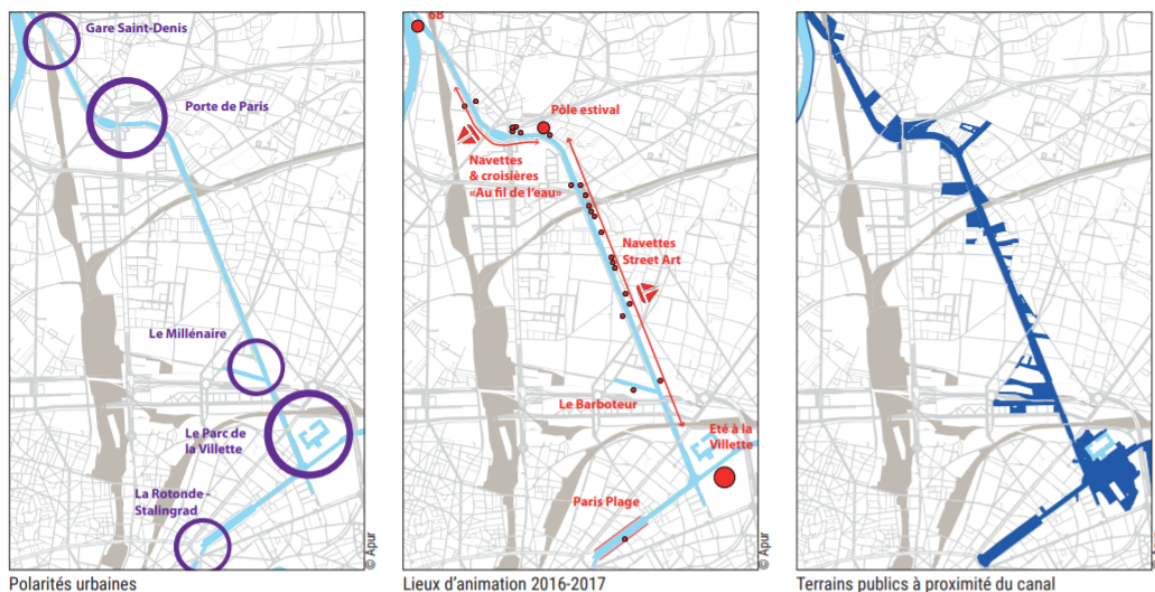 Gare Saint-Denis
Porte de Paris
Le Millénaire
Le Parc de
la Villette
La Rotonde -
Stalingrad
© Apur
Polarités urbaines
6B
Pôle estival
Navettes
& croisières
«Au fil de l'eau»
Navettes
Street Art
Le Barboteur
Eté à la
Villette
Paris Plage
© Apur
Lieux d'animation 2016-2017
© Apur
Terrains publics à proximité du canal